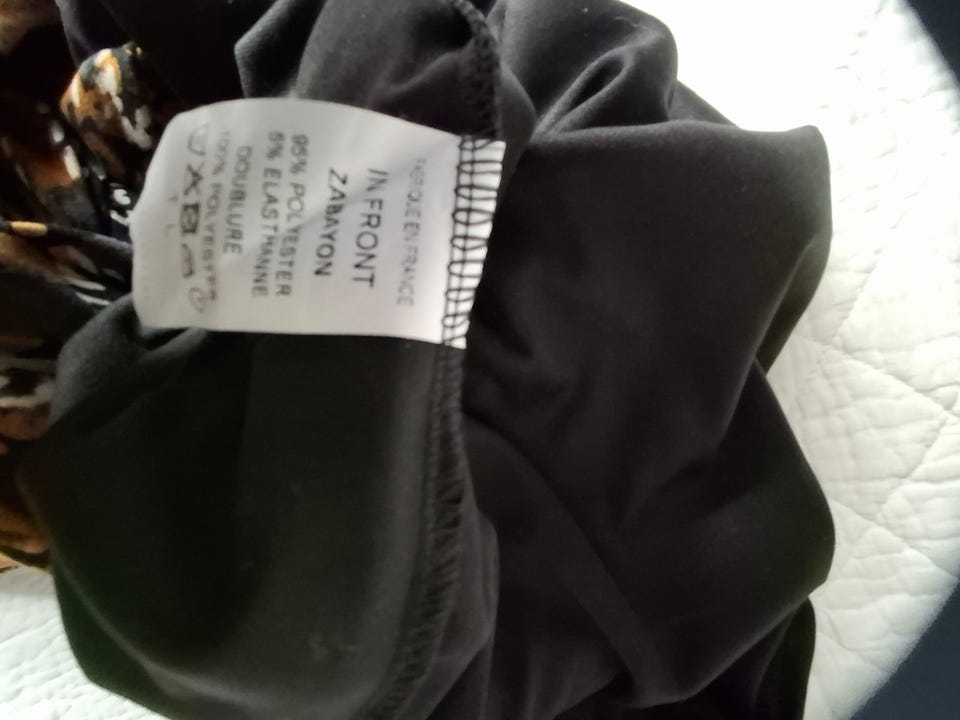 FABRIQUE EN FRANCE
IN FRONT
ZABAYON
95% POLYESTER
5% ELASTHANNE
DOUBLURE
100% POLYESTER